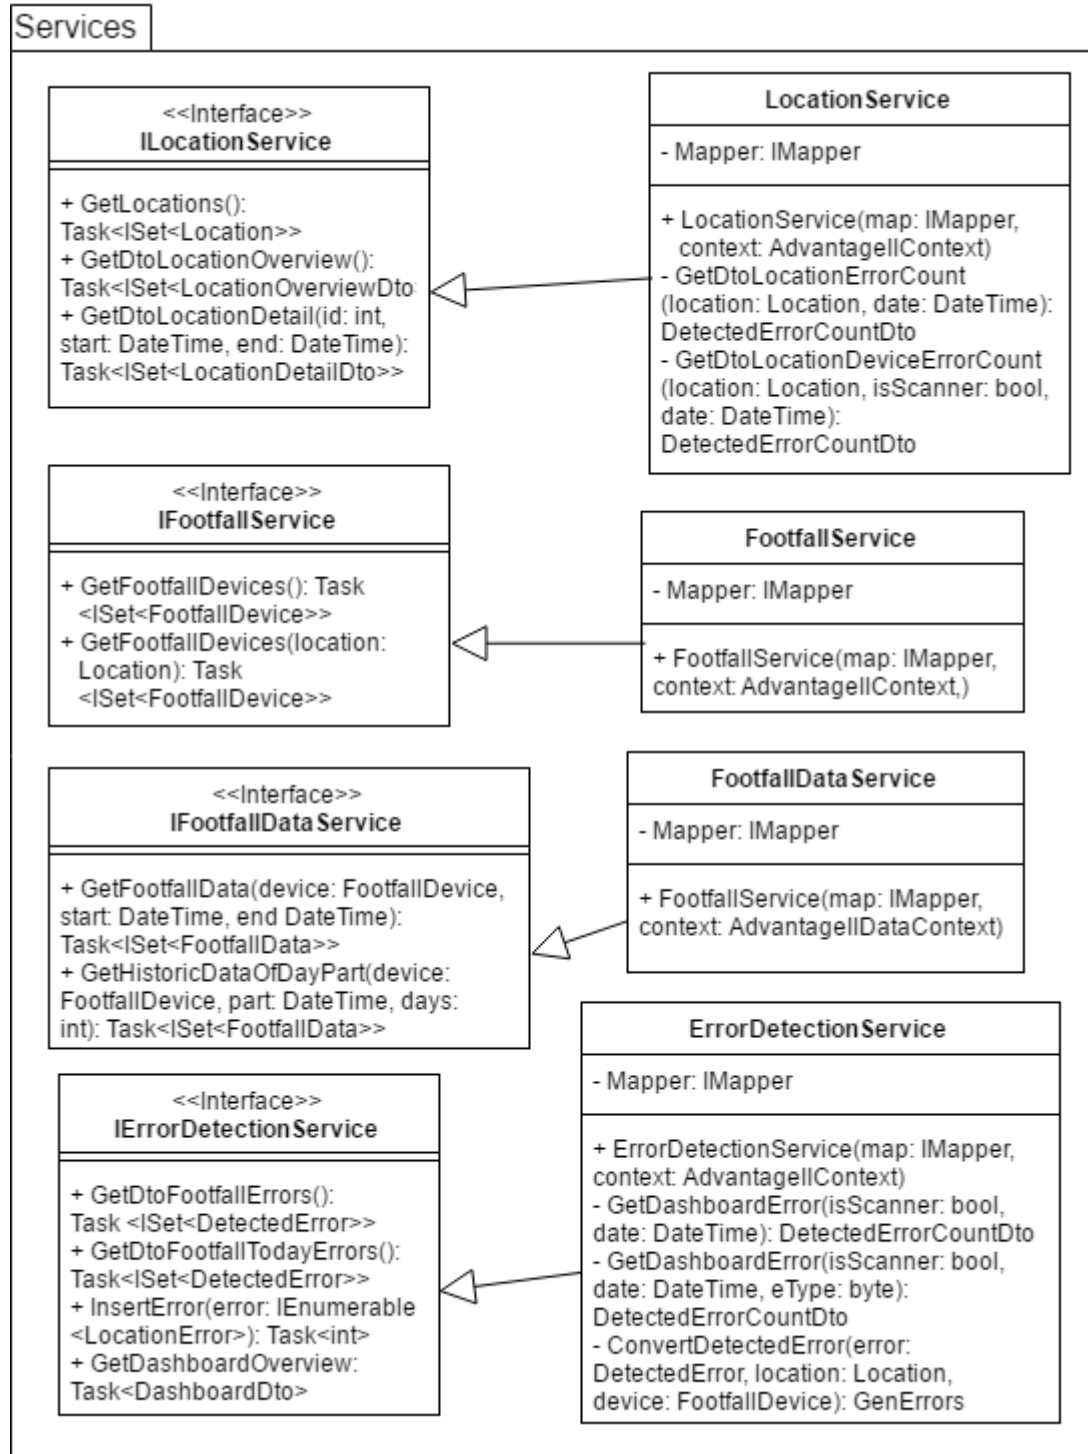 Services
<<Interface>>
ILocationService
+ GetLocations():
Task<ISet<Location>>
+ GetDtoLocationOverview():
Task<ISet<LocationOverviewDto
+ GetDtoLocationDetail(id: int,
start: DateTime, end: DateTime):
Task<ISet<LocationDetailDto>>
LocationService
- Mapper: IMapper
+ LocationService(map: IMapper,
context: AdvantageIIContext)
- GetDtoLocationErrorCount
(location: Location, date: DateTime):
DetectedErrorCountDto
- GetDtoLocationDeviceErrorCount
(location: Location, isScanner: bool,
date: DateTime):
DetectedErrorCountDto
<<Interface>>
IFootfallService
+ GetFootfallDevices(): Task
<ISet<FootfallDevice>>
+ GetFootfallDevices(location:
Location): Task
<ISet<FootfallDevice>>
FootfallService
- Mapper: IMapper
+ FootfallService(map: IMapper,
context: AdvantageIIContext,)
<<Interface>>
IFootfallDataService
+ GetFootfallData(device: FootfallDevice,
start: DateTime, end DateTime):
Task<ISet<FootfallData>>
+ GetHistoricDataOfDayPart(device:
FootfallDevice, part: DateTime, days:
int): Task<ISet<FootfallData>>
FootfallDataService
- Mapper: IMapper
+ FootfallService(map: IMapper,
context: AdvantageIIDataContext)
<<Interface>>
IErrorDetectionService
+ GetDtoFootfallErrors():
Task <ISet<DetectedError>>
+ GetDtoFootfallTodayErrors():
Task<ISet<DetectedError>>
+ InsertError(error: IEnumerable
<LocationError>): Task<int>
+ GetDashboardOverview:
Task<DashboardDto>
ErrorDetectionService
- Mapper: IMapper
+ ErrorDetectionService(map: IMapper,
context: AdvantageIIContext)
- GetDashboardError(isScanner: bool,
date: DateTime): DetectedErrorCountDto
- GetDashboardError(isScanner: bool,
date: DateTime, eType: byte):
DetectedErrorCountDto
- ConvertDetectedError(error:
DetectedError, location: Location,
device: FootfallDevice): GenErrors